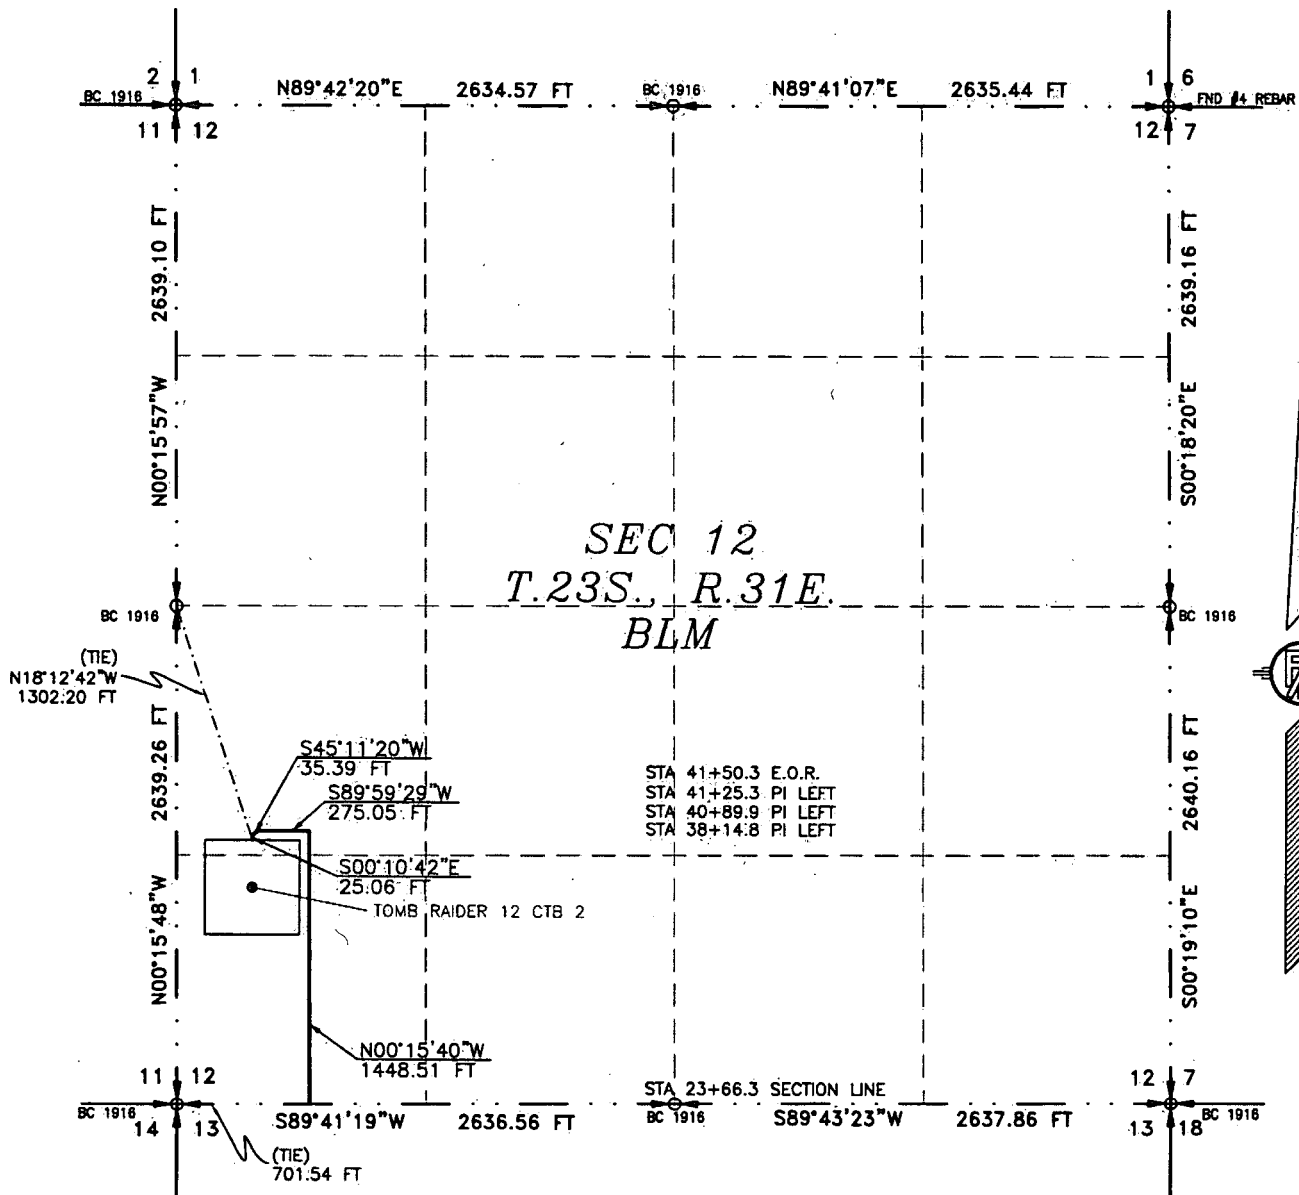 2 1
1 6
BC 1916
N89°42'20"E 2634.57 FT
BC 1916
N89°41'07"E 2635.44 FT
FND #4 REBAR
11 12
12 7
2639.10 FT
N00°15'57"W
2639.16 FT
S00°18'20"E
SEC 12
T.23S., R.31E.
BLM
BC 1916
BC 1916
(TIE)
N18°12'42"W
1302.20 FT
2639.26 FT
N00°15'48"W
S45°11'20"W
35.39 FT
S89°59'29"W
275.05 FT
STA 41+50.3 E.O.R.
STA 41+25.3 PI LEFT
STA 40+89.9 PI LEFT
STA 38+14.8 PI LEFT
2640.16 FT
S00°19'10"E
S00°10'42"E
25.06 FT
TOMB RAIDER 12 CTB 2
N00°15'40"W
1448.51 FT
11 12
STA 23+66.3 SECTION LINE
12 7
BC 1916
S89°41'19"W 2636.56 FT
BC 1916
S89°43'23"W 2637.86 FT
BC 1916
14 13
13 18
(TIE)
701.54 FT